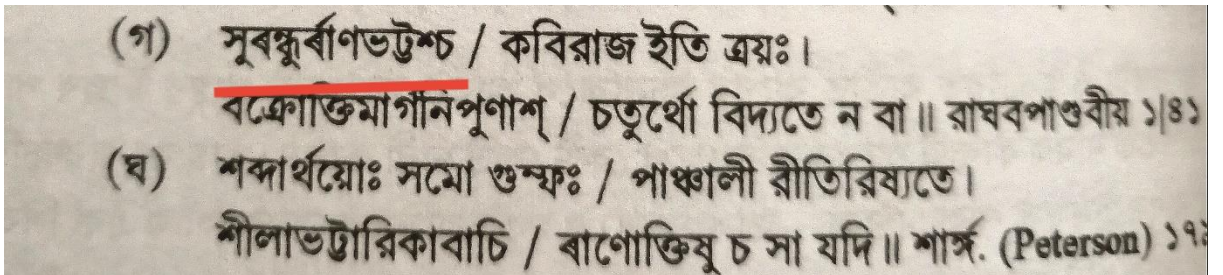 (গ) সুবন্ধুর্বাণভট্টশ্চ / কবিরাজ ইতি ত্রয়ঃ।
বক্রোক্তিমার্গনিপুণাশ্ / চতুর্থো বিদ্যতে ন বা॥ রাঘবপাণ্ডবীয় ১|৪১
(ঘ) শব্দার্থয়োঃ সমো গুম্ফঃ / পাঞ্চালী রীতিরিষ্যতে।
শীলাভট্টারিকাবাচি / বাণোক্তিষু চ সা যদি॥ শার্ঙ্গ. (Peterson)